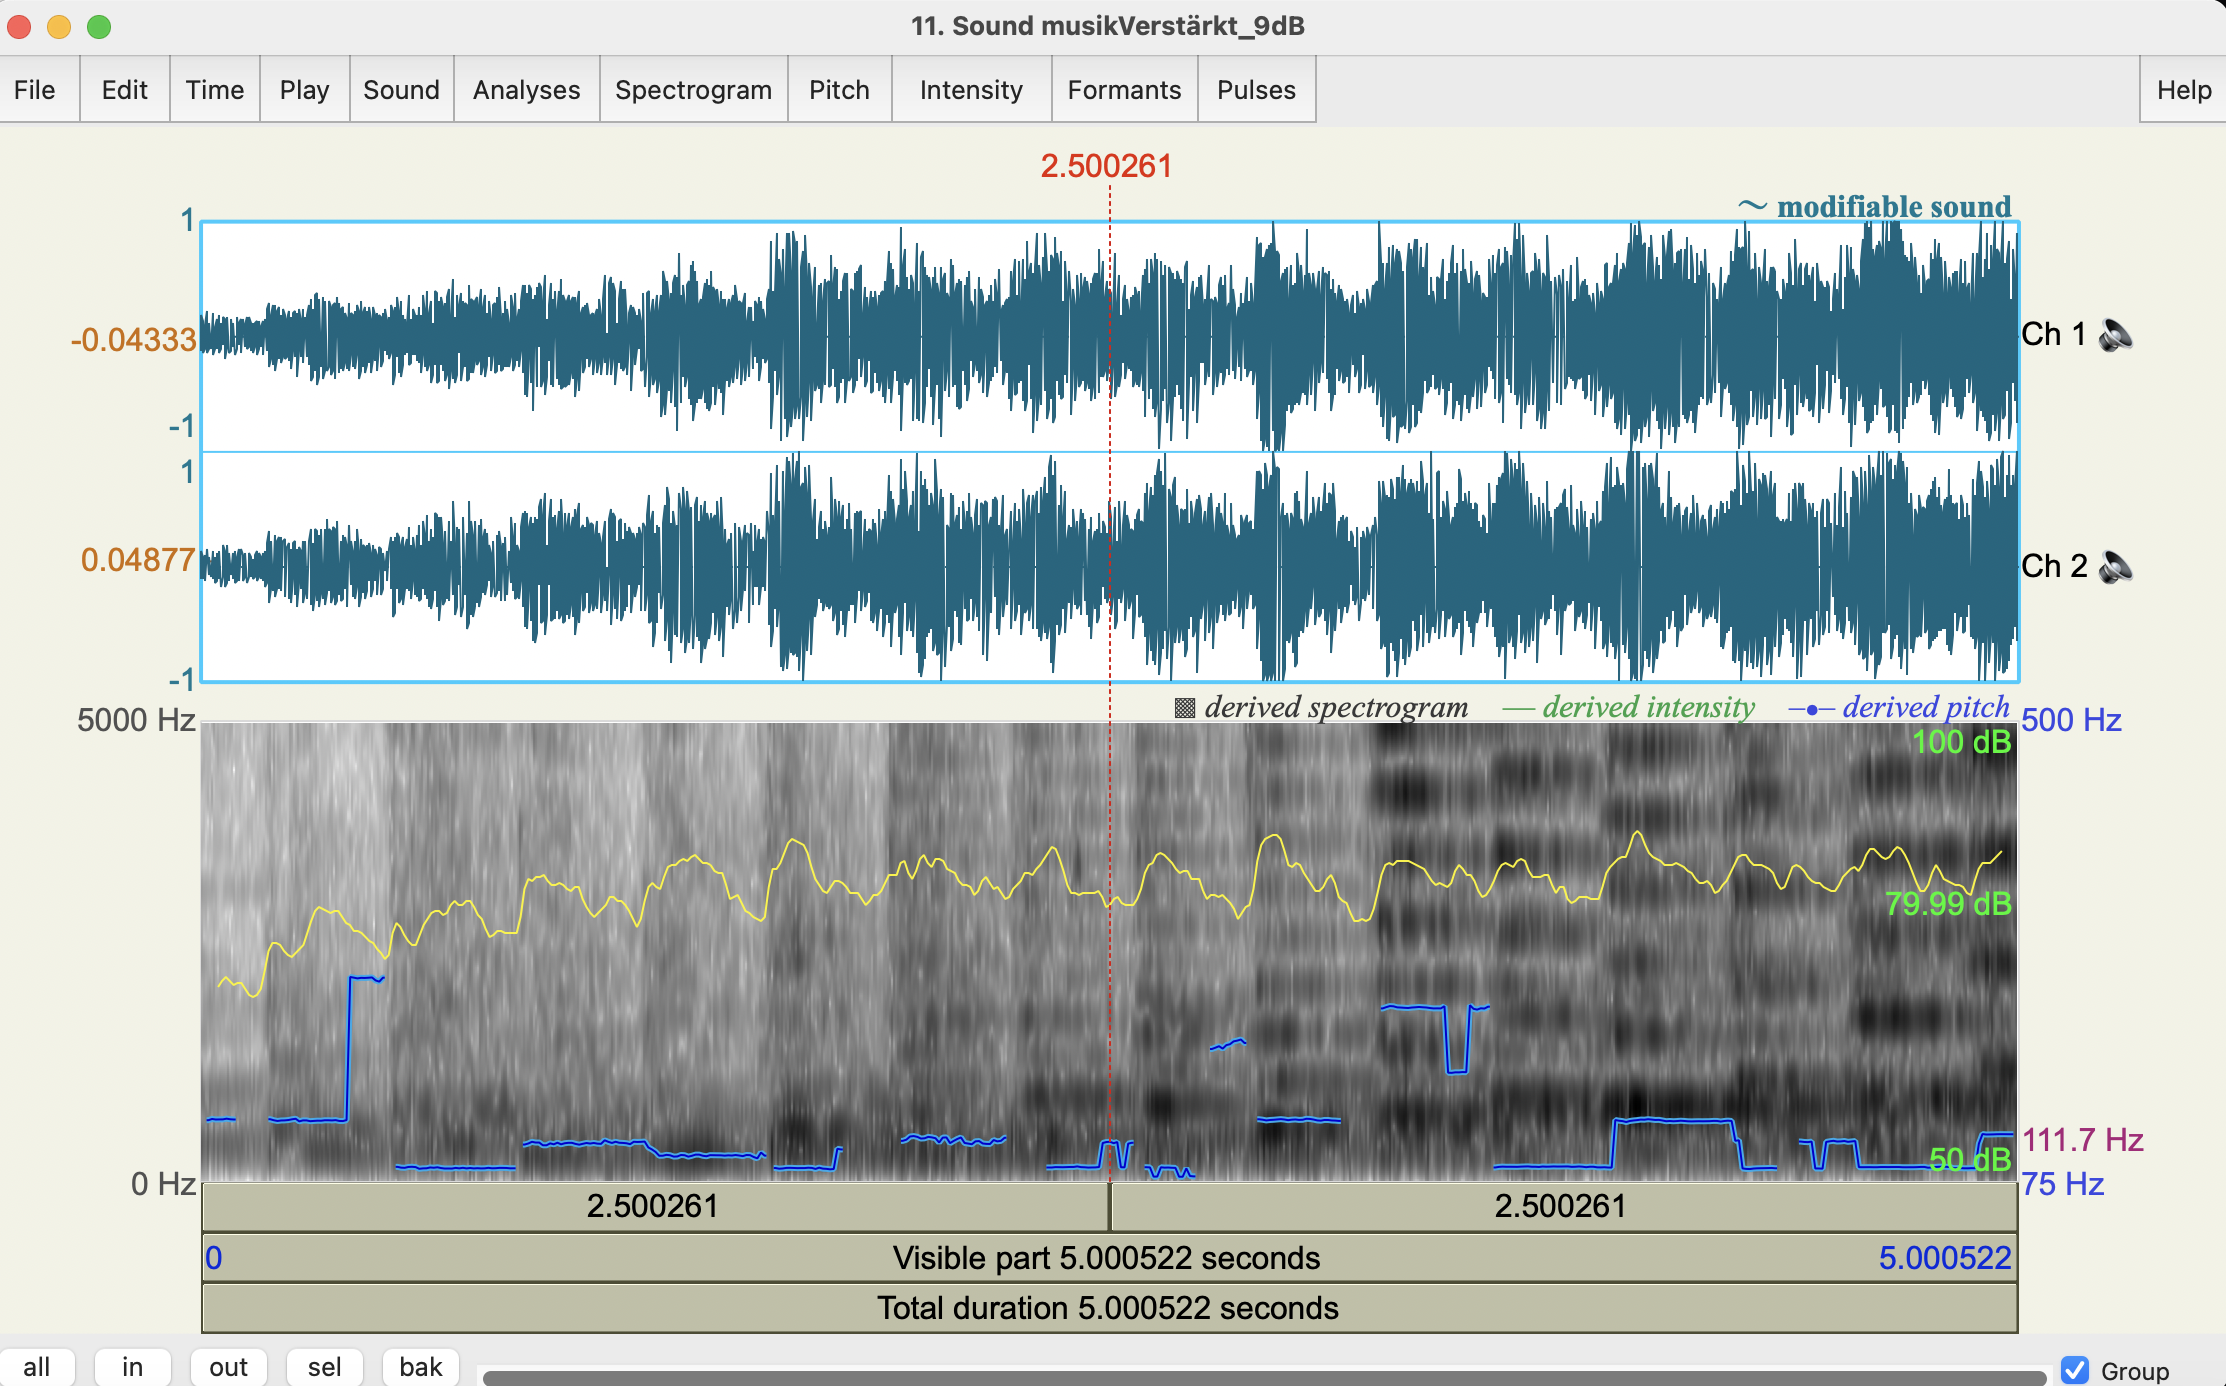 11. Sound musikVerstärkt_9dB
File Edit Time Play Sound Analyses Spectrogram Pitch Intensity Formants Pulses Help
2.500261
~ modifiable sound
1
-0.04333
Ch 1
-1
1
0.04877
Ch 2
-1
derived spectrogram derived intensity derived pitch
5000 Hz
500 Hz
100 dB
79.99 dB
111.7 Hz
50 dB
0 Hz
75 Hz
2.500261 2.500261
0 Visible part 5.000522 seconds 5.000522
Total duration 5.000522 seconds
all in out sel bak Group